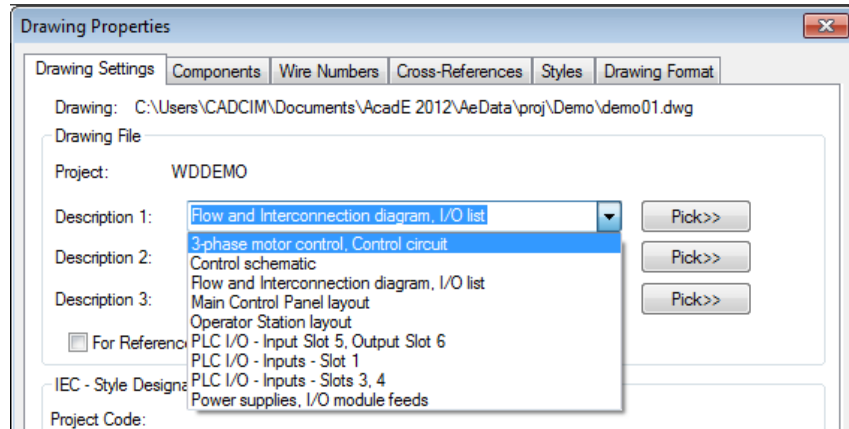 Drawing Properties
Drawing Settings Components Wire Numbers Cross-References Styles Drawing Format
Drawing: C:\Users\CADCIM\Documents\AcadE 2012\AeData\proj\Demo\demo01.dwg
Drawing File
Project: WDDEMO
Description 1: Flow and Interconnection diagram, I/O list Pick>>
3-phase motor control, Control circuit
Description 2: Control schematic Pick>>
Flow and Interconnection diagram, I/O list
Description 3: Main Control Panel layout Pick>>
Operator Station layout
For Referenc PLC I/O - Input Slot 5, Output Slot 6
PLC I/O - Inputs - Slot 1
IEC - Style Designa PLC I/O - Inputs - Slots 3, 4
Power supplies, I/O module feeds
Project Code: